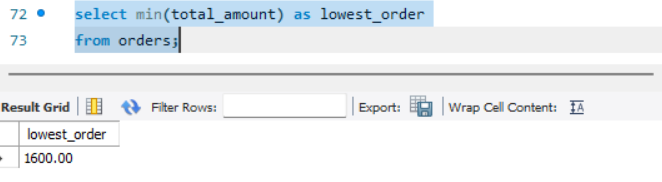 72 select min(total_amount) as lowest_order
73 from orders;
Result Grid Filter Rows: Export: Wrap Cell Content: IA
lowest_order
1600.00